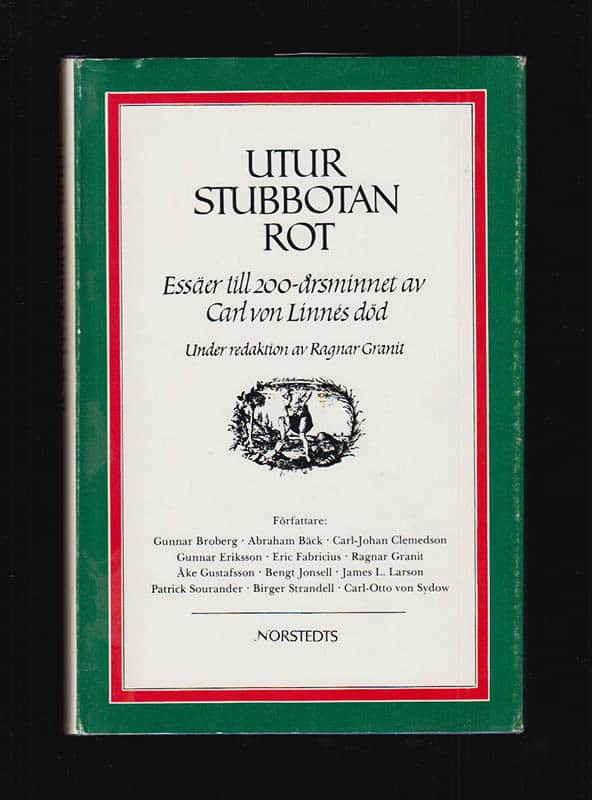 UTUR
STUBBOTAN
ROT
Essäer till 200-årsminnet av
Carl von Linnés död
Under redaktion av Ragnar Granit
Författare:
Gunnar Broberg · Abraham Bäck · Carl-Johan Clemedson
Gunnar Eriksson · Eric Fabricius · Ragnar Granit
Åke Gustafsson · Bengt Jonsell · James L. Larson
Patrick Sourander · Birger Strandell · Carl-Otto von Sydow
NORSTEDTS